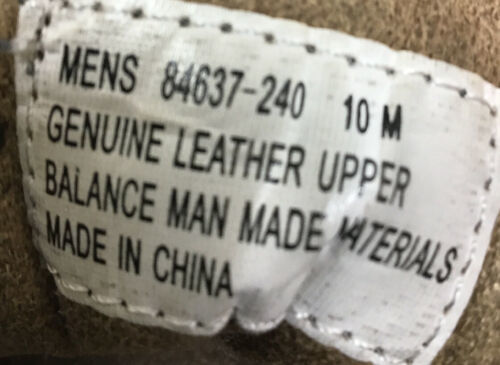 MENS 84637-240 10 M
GENUINE LEATHER UPPER
BALANCE MAN MADE MATERIALS
MADE IN CHINA